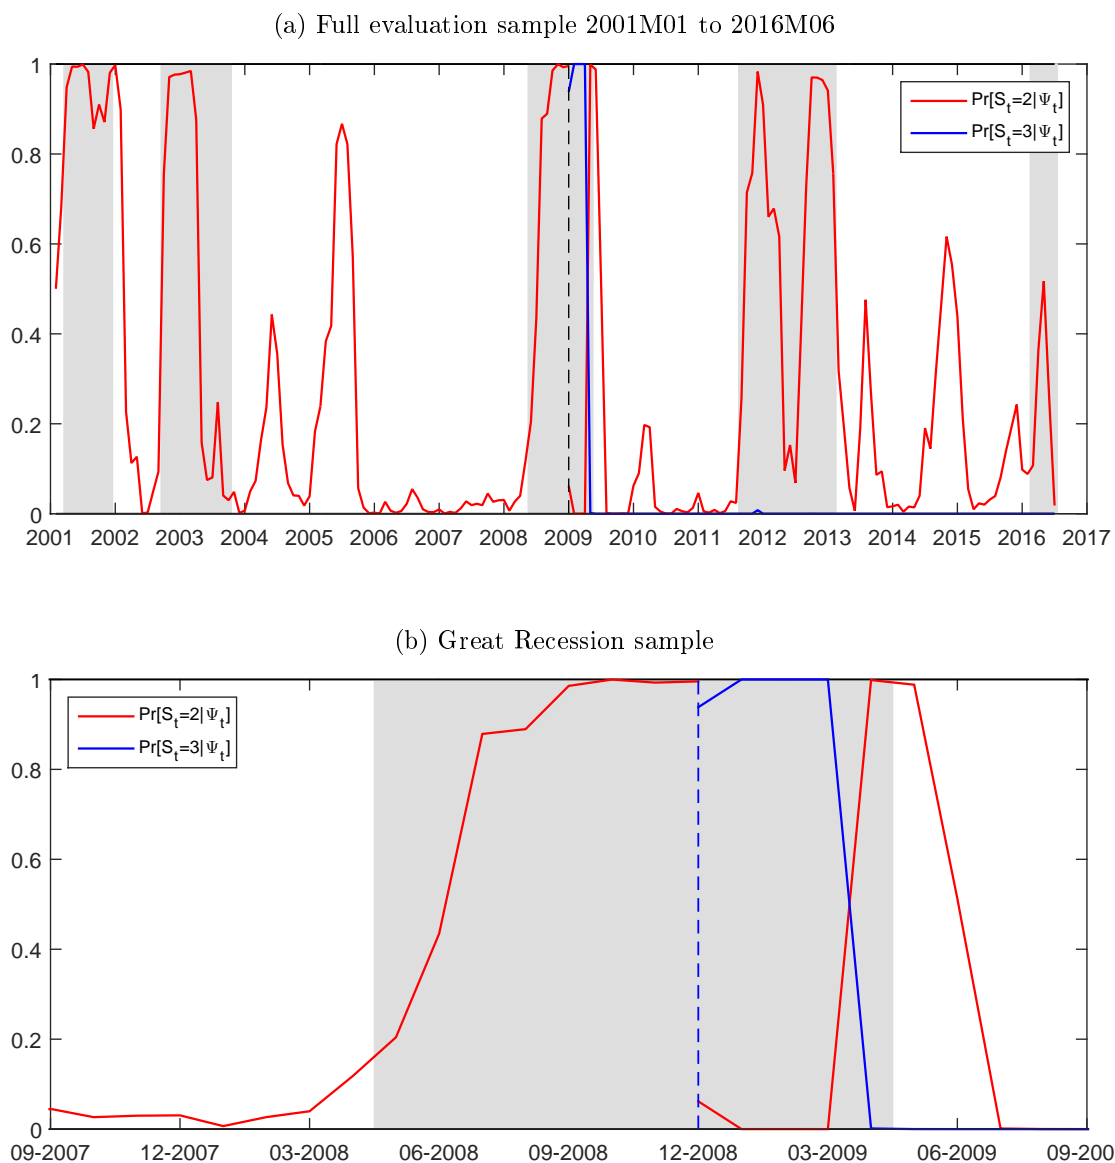 (a) Full evaluation sample 2001M01 to 2016M06
1
0.8
0.6
0.4
0.2
0
Pr[S_t=2|Ψ_t]
Pr[S_t=3|Ψ_t]
2001 2002 2003 2004 2005 2006 2007 2008 2009 2010 2011 2012 2013 2014 2015 2016 2017
(b) Great Recession sample
1
0.8
0.6
0.4
0.2
0
Pr[S_t=2|Ψ_t]
Pr[S_t=3|Ψ_t]
09-2007 12-2007 03-2008 06-2008 09-2008 12-2008 03-2009 06-2009 09-200